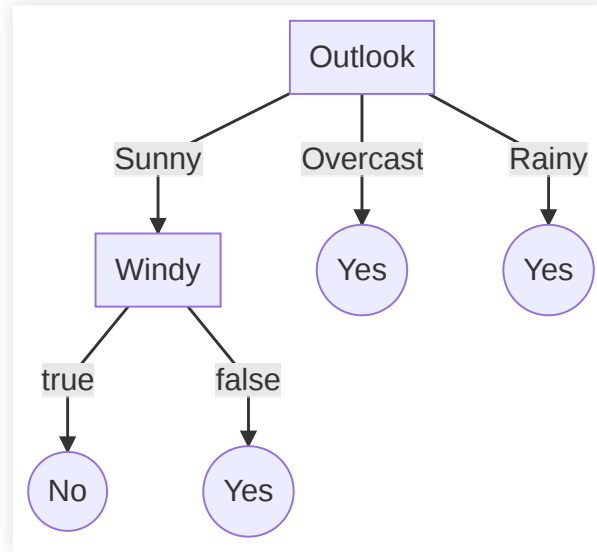 Outlook
Sunny
Overcast
Rainy
Windy
Yes
Yes
true
false
No
Yes